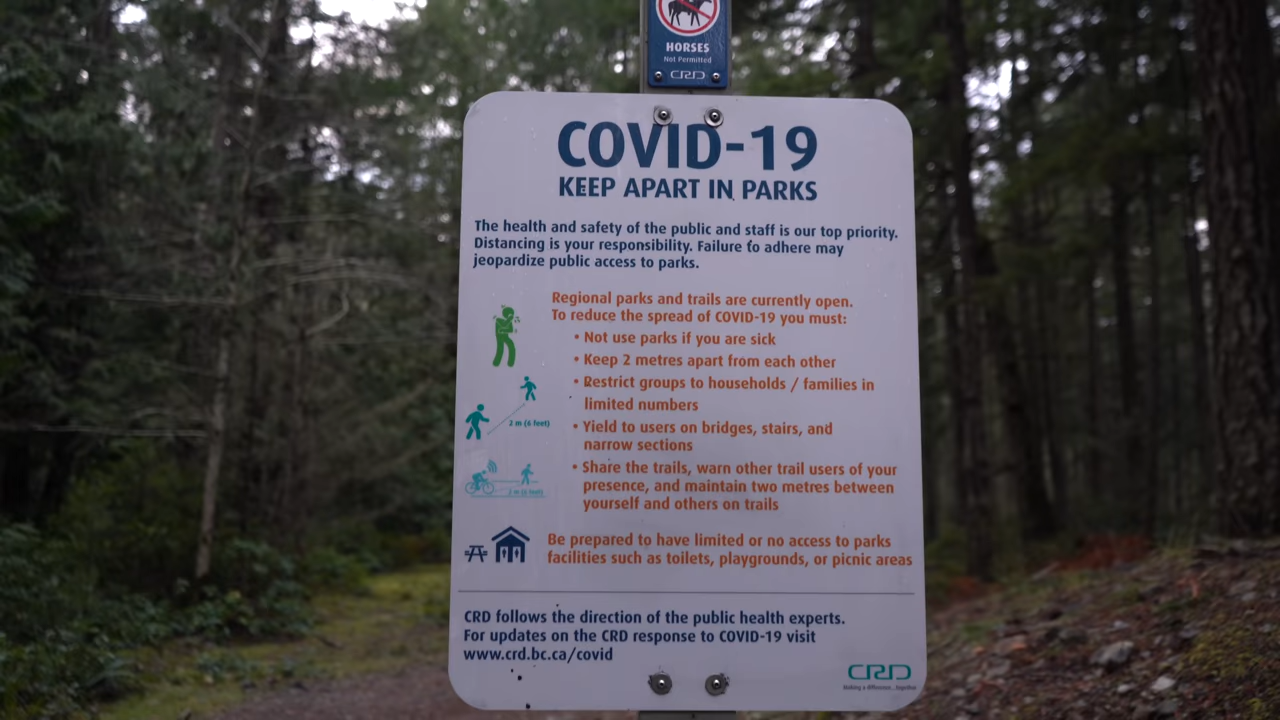 HORSES
Not Permitted
CRD
COVID-19
KEEP APART IN PARKS
The health and safety of the public and staff is our top priority.
Distancing is your responsibility. Failure to adhere may
jeopardize public access to parks.
Regional parks and trails are currently open.
To reduce the spread of COVID-19 you must:
• Not use parks if you are sick
• Keep 2 metres apart from each other
• Restrict groups to households / families in
limited numbers
2 m (6 feet)
• Yield to users on bridges, stairs, and
narrow sections
• Share the trails, warn other trail users of your
presence, and maintain two metres between
yourself and others on trails
2 m (6 feet)
Be prepared to have limited or no access to parks
facilities such as toilets, playgrounds, or picnic areas
CRD follows the direction of the public health experts.
For updates on the CRD response to COVID-19 visit
www.crd.bc.ca/covid
CRD
Making a difference...together